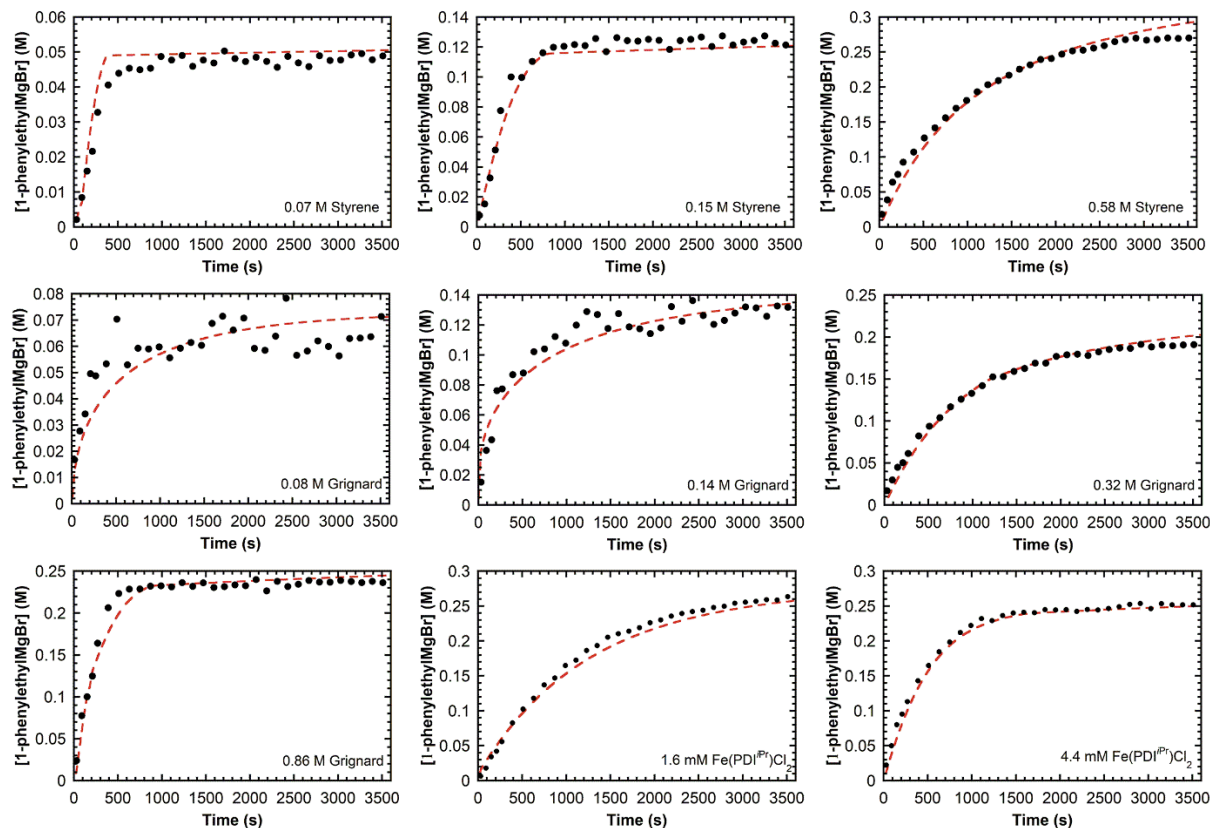 [1-phenylethylMgBr] (M)
0.06
0.05
0.04
0.03
0.02
0.01
0
0.07 M Styrene
0 500 1000 1500 2000 2500 3000 3500
Time (s)
[1-phenylethylMgBr] (M)
0.14
0.12
0.1
0.08
0.06
0.04
0.02
0
0.15 M Styrene
0 500 1000 1500 2000 2500 3000 3500
Time (s)
[1-phenylethylMgBr] (M)
0.3
0.25
0.2
0.15
0.1
0.05
0
0.58 M Styrene
0 500 1000 1500 2000 2500 3000 3500
Time (s)
[1-phenylethylMgBr] (M)
0.08
0.07
0.06
0.05
0.04
0.03
0.02
0.01
0
0.08 M Grignard
0 500 1000 1500 2000 2500 3000 3500
Time (s)
[1-phenylethylMgBr] (M)
0.14
0.12
0.1
0.08
0.06
0.04
0.02
0
0.14 M Grignard
0 500 1000 1500 2000 2500 3000 3500
Time (s)
[1-phenylethylMgBr] (M)
0.25
0.2
0.15
0.1
0.05
0
0.32 M Grignard
0 500 1000 1500 2000 2500 3000 3500
Time (s)
[1-phenylethylMgBr] (M)
0.25
0.2
0.15
0.1
0.05
0
0.86 M Grignard
0 500 1000 1500 2000 2500 3000 3500
Time (s)
[1-phenylethylMgBr] (M)
0.3
0.25
0.2
0.15
0.1
0.05
0
1.6 mM Fe(PDI^iPr)Cl₂
0 500 1000 1500 2000 2500 3000 3500
Time (s)
[1-phenylethylMgBr] (M)
0.3
0.25
0.2
0.15
0.1
0.05
0
4.4 mM Fe(PDI^iPr)Cl₂
0 500 1000 1500 2000 2500 3000 3500
Time (s)